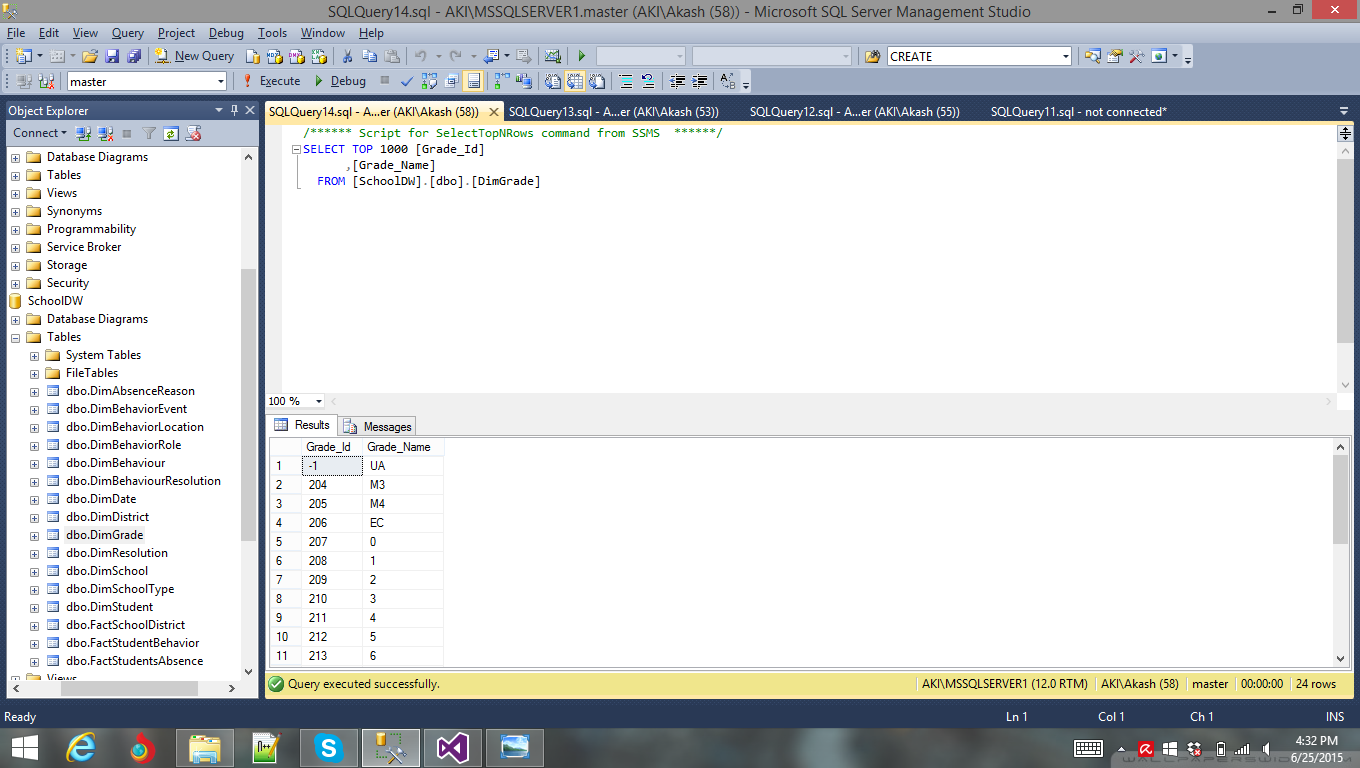 SQLQuery14.sql - AKI\MSSQLSERVER1.master (AKI\Akash (58)) - Microsoft SQL Server Management Studio
File Edit View Query Project Debug Tools Window Help
New Query CREATE
master Execute Debug
Object Explorer
Connect
Database Diagrams
Tables
Views
Synonyms
Programmability
Service Broker
Storage
Security
SchoolDW
Database Diagrams
Tables
System Tables
FileTables
dbo.DimAbsenceReason
dbo.DimBehaviorEvent
dbo.DimBehaviorLocation
dbo.DimBehaviorRole
dbo.DimBehaviour
dbo.DimBehaviourResolution
dbo.DimDate
dbo.DimDistrict
dbo.DimGrade
dbo.DimResolution
dbo.DimSchool
dbo.DimSchoolType
dbo.DimStudent
dbo.FactSchoolDistrict
dbo.FactStudentBehavior
dbo.FactStudentsAbsence
Views
SQLQuery14.sql - A...er (AKI\Akash (58)) SQLQuery13.sql - A...er (AKI\Akash (53)) SQLQuery12.sql - A...er (AKI\Akash (55)) SQLQuery11.sql - not connected*
/****** Script for SelectTopNRows command from SSMS ******/
SELECT TOP 1000 [Grade_Id]
,[Grade_Name]
FROM [SchoolDW].[dbo].[DimGrade]
100 %
Results Messages
Grade_Id Grade_Name
1 -1 UA
2 204 M3
3 205 M4
4 206 EC
5 207 0
6 208 1
7 209 2
8 210 3
9 211 4
10 212 5
11 213 6
Query executed successfully. AKI\MSSQLSERVER1 (12.0 RTM) AKI\Akash (58) master 00:00:00 24 rows
Ready Ln 1 Col 1 Ch 1 INS
4:32 PM
6/25/2015